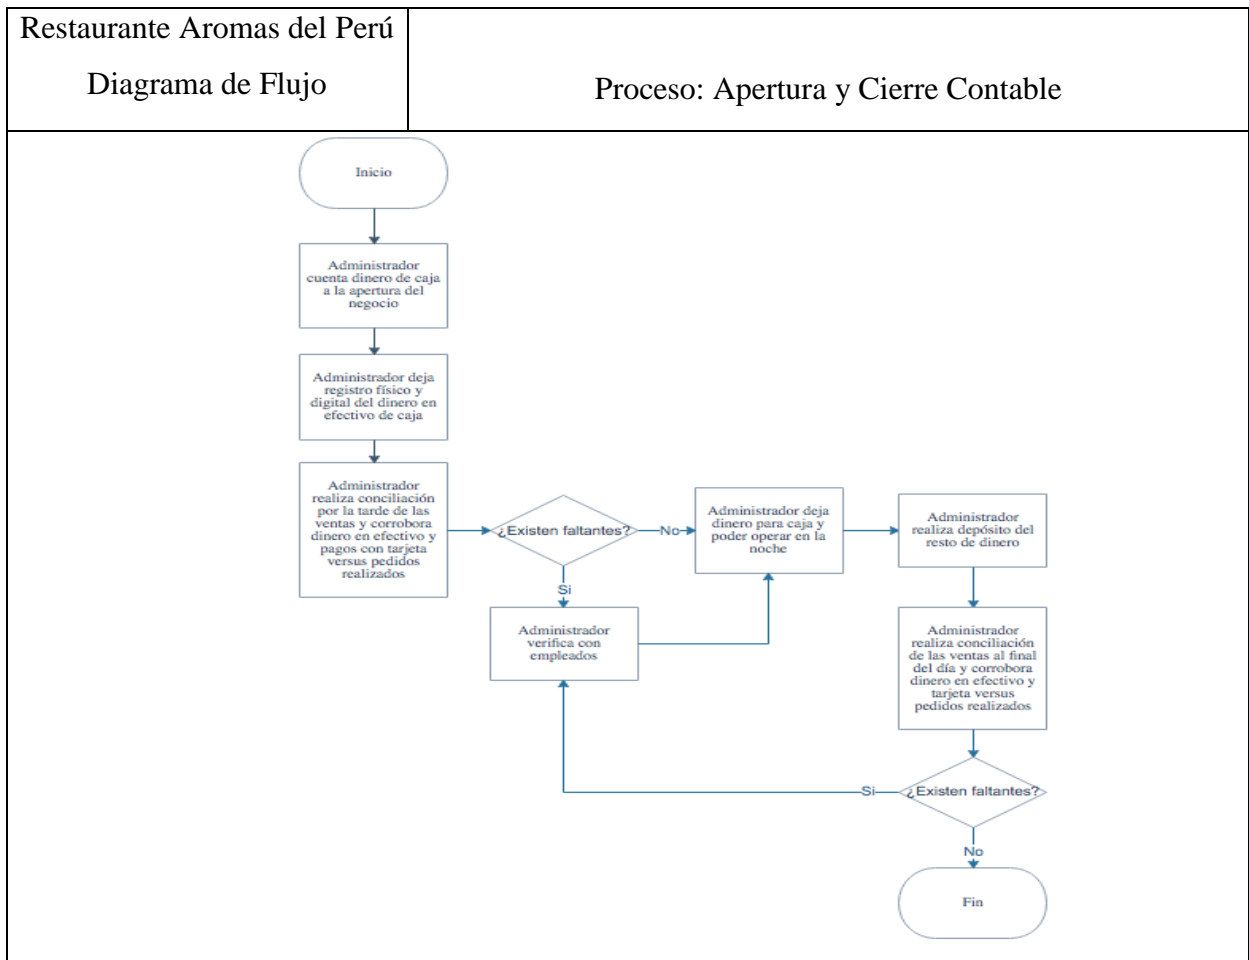 Restaurante Aromas del Perú
Diagrama de Flujo
Proceso: Apertura y Cierre Contable
Inicio
Administrador
cuenta dinero de caja
a la apertura del
negocio
Administrador deja
registro físico y
digital del dinero en
efectivo de caja
Administrador
realiza conciliación
por la tarde de las
ventas y corrobora
dinero en efectivo y
pagos con tarjeta
versus pedidos
realizados
¿Existen faltantes?
No
Si
Administrador
verifica con
empleados
Administrador deja
dinero para caja y
poder operar en la
noche
Administrador
realiza depósito del
resto de dinero
Administrador
realiza conciliación
de las ventas al final
del día y corrobora
dinero en efectivo y
tarjeta versus
pedidos realizados
¿Existen faltantes?
Si
No
Fin